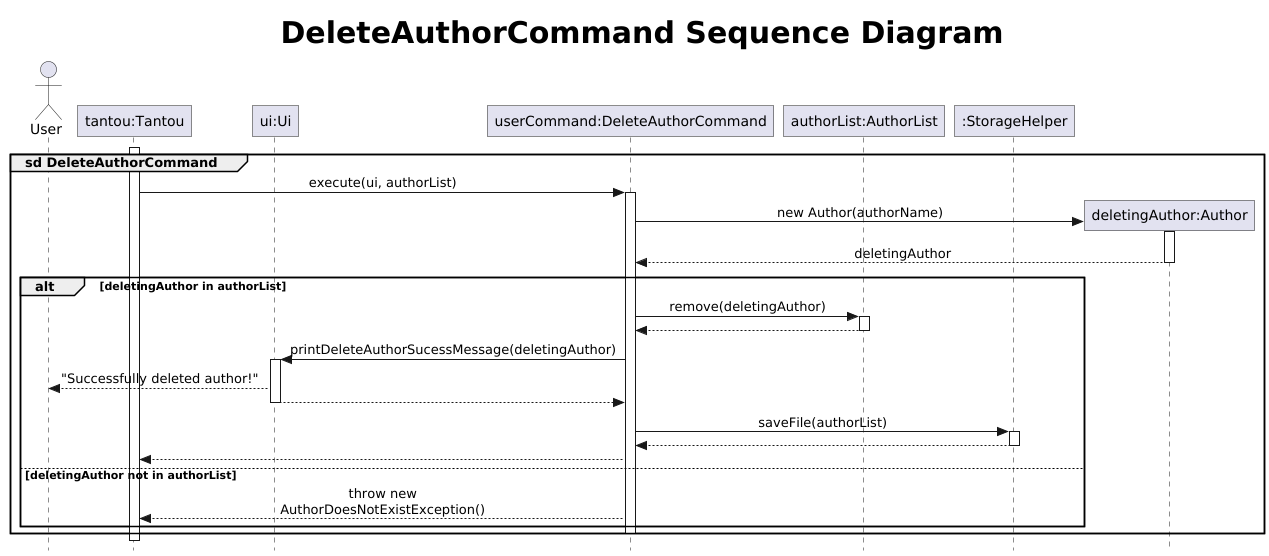 DeleteAuthorCommand Sequence Diagram
User
tantou:Tantou
ui:Ui
userCommand:DeleteAuthorCommand
authorList:AuthorList
:StorageHelper
sd DeleteAuthorCommand
execute(ui, authorList)
new Author(authorName)
deletingAuthor:Author
deletingAuthor
alt
[deletingAuthor in authorList]
remove(deletingAuthor)
printDeleteAuthorSucessMessage(deletingAuthor)
"Successfully deleted author!"
saveFile(authorList)
[deletingAuthor not in authorList]
throw new
AuthorDoesNotExistException()